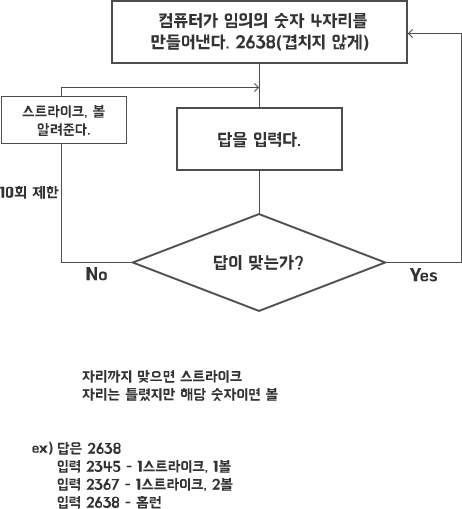 컴퓨터가 임의의 숫자 4자리를
만들어낸다. 2638(겹치지 않게)
스트라이크, 볼
알려준다.
답을 입력다.
10회 제한
답이 맞는가?
No
Yes
자리까지 맞으면 스트라이크
자리는 틀렸지만 해답 숫자이면 볼
ex) 답은 2638
입력 2345 - 1스트라이크, 1볼
입력 2367 - 1스트라이크, 2볼
입력 2638 - 홈런